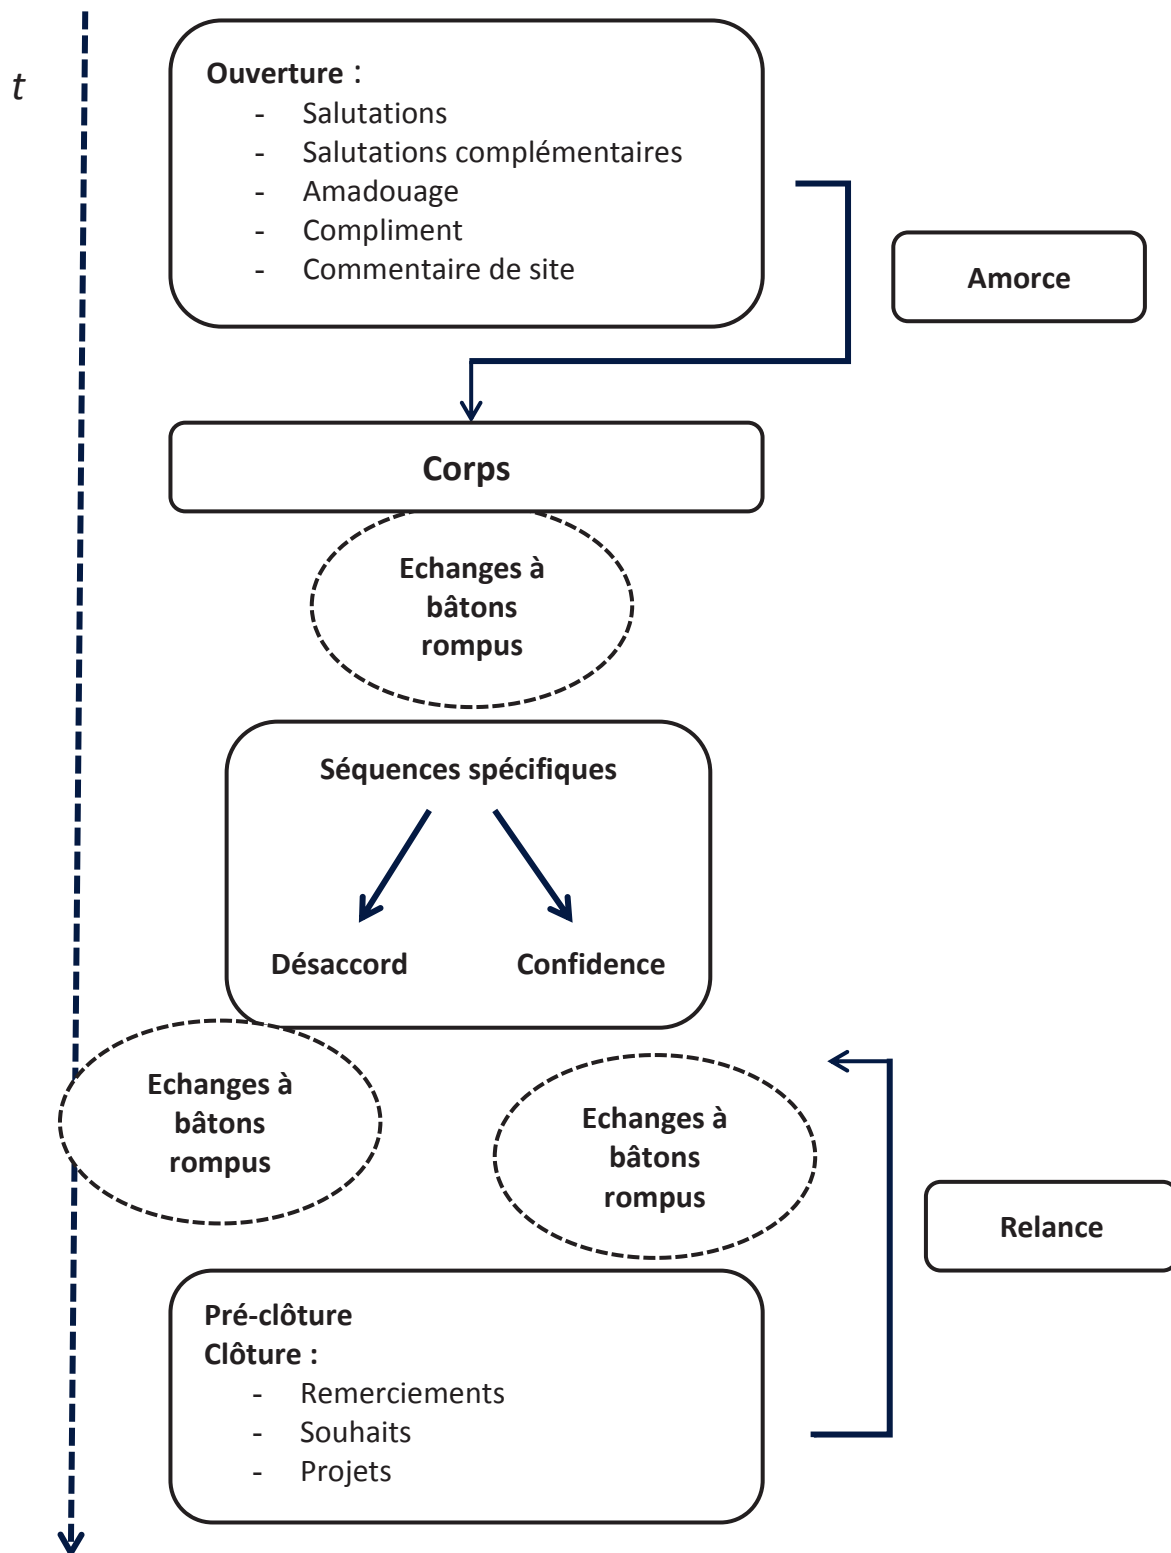 t
Ouverture :
- Salutations
- Salutations complémentaires
- Amadouage
- Compliment
- Commentaire de site
Amorce
Corps
Echanges à
bâtons
rompus
Séquences spécifiques
Désaccord
Confidence
Echanges à
bâtons
rompus
Echanges à
bâtons
rompus
Relance
Pré-clôture
Clôture :
- Remerciements
- Souhaits
- Projets